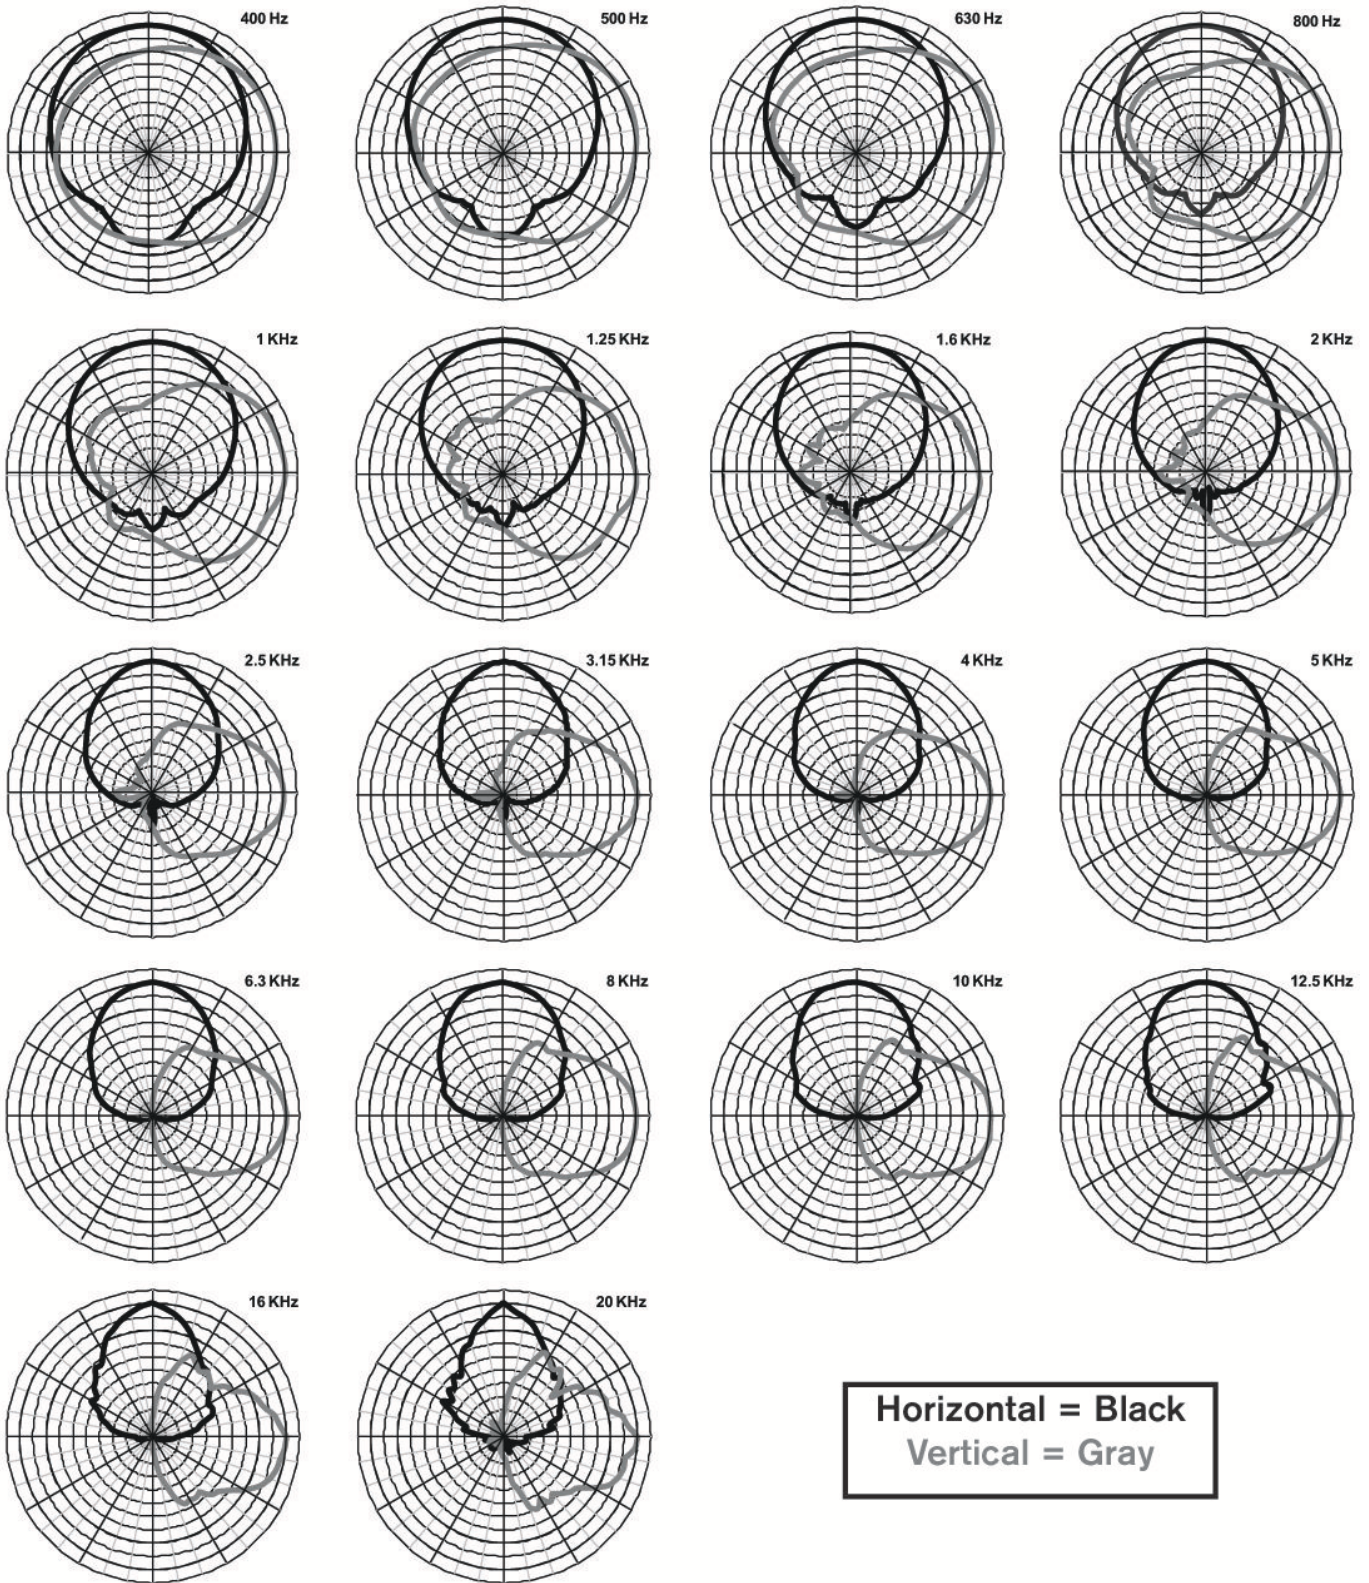 400 Hz
500 Hz
630 Hz
800 Hz
1 KHz
1.25 KHz
1.6 KHz
2 KHz
2.5 KHz
3.15 KHz
4 KHz
5 KHz
6.3 KHz
8 KHz
10 KHz
12.5 KHz
16 KHz
20 KHz
Horizontal = Black
Vertical = Gray